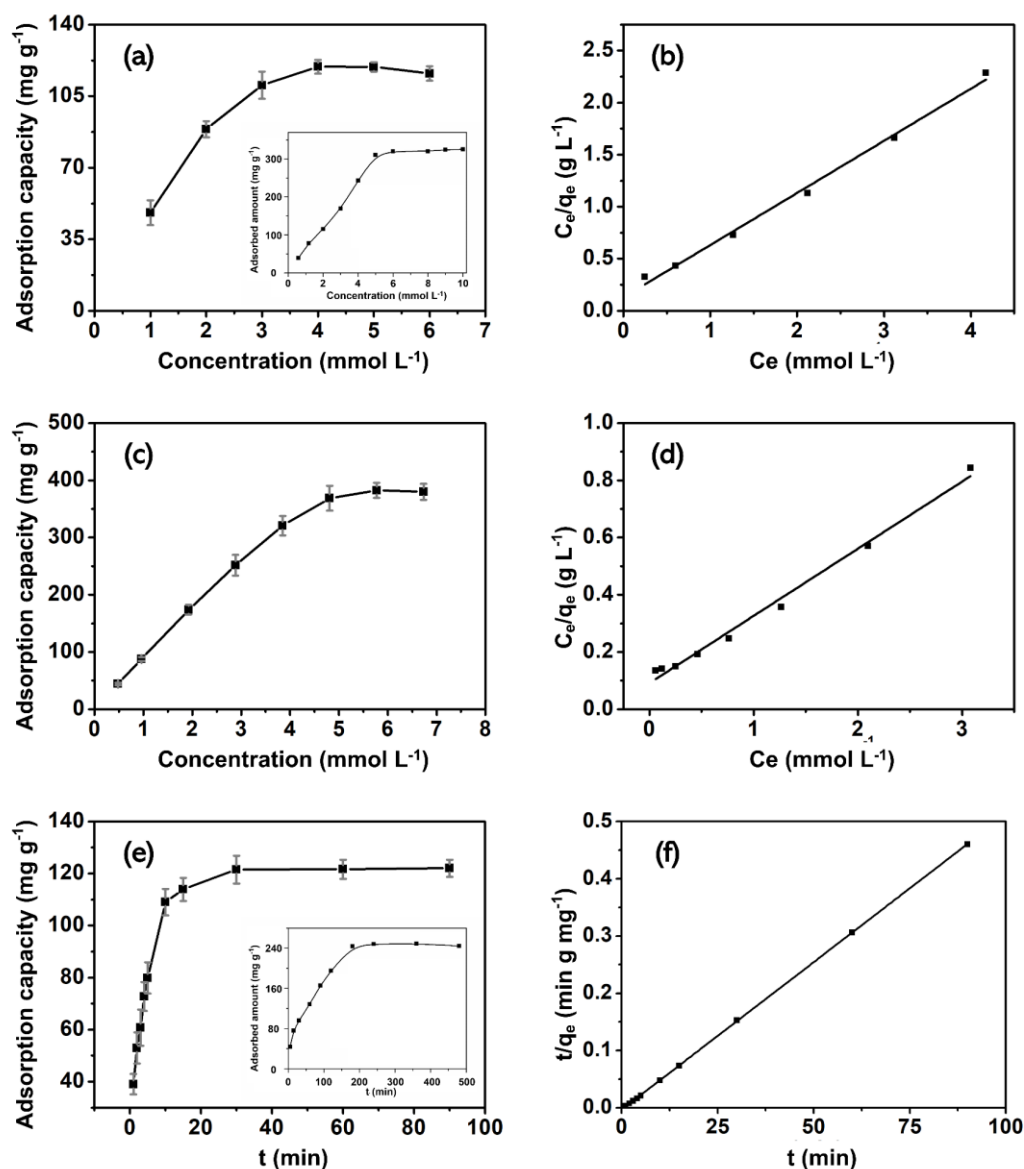 (a)
Adsorption capacity (mg g⁻¹)
140
105
70
35
0
0 1 2 3 4 5 6 7
Concentration (mmol L⁻¹)
Adsorbed amount (mg g⁻¹)
300
200
100
0
0 2 4 6 8 10
Concentration (mmol L⁻¹)
(b)
Cₑ/qₑ (g L⁻¹)
2.5
2.0
1.5
1.0
0.5
0.0
0 1 2 3 4
Ce (mmol L⁻¹)
(c)
Adsorption capacity (mg g⁻¹)
500
400
300
200
100
0
0 1 2 3 4 5 6 7 8
Concentration (mmol L⁻¹)
(d)
Cₑ/qₑ (g L⁻¹)
1.0
0.8
0.6
0.4
0.2
0.0
0 1 2 3
Ce (mmol L⁻¹)
(e)
Adsorption capacity (mg g⁻¹)
140
120
100
80
60
40
0 20 40 60 80 100
t (min)
Adsorbed amount (mg g⁻¹)
240
160
80
0
0 100 200 300 400 500
t (min)
(f)
t/qₑ (min g mg⁻¹)
0.5
0.4
0.3
0.2
0.1
0.0
0 25 50 75 100
t (min)